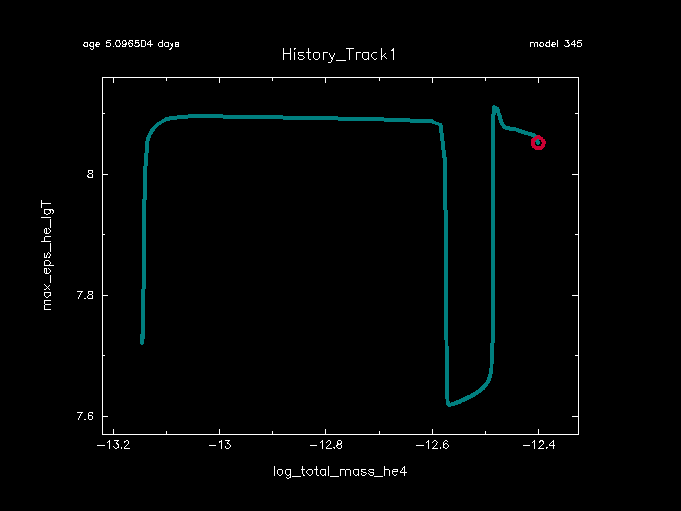 age 5.096504 days
model 345
History_Track1
8
7.8
7.6
max_eps_he_lgT
−13.2 −13 −12.8 −12.6 −12.4
log_total_mass_he4